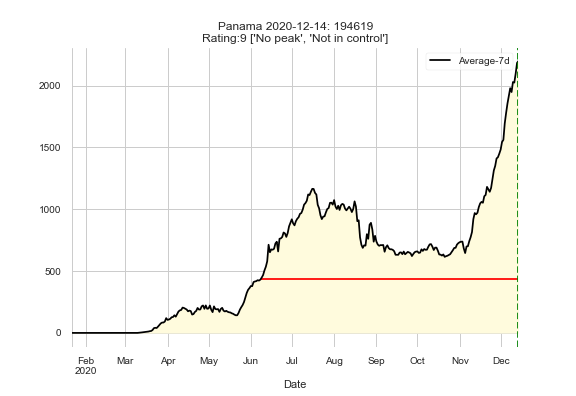 Panama 2020-12-14: 194619
Rating:9 ['No peak', 'Not in control']
Average-7d
2000
1500
1000
500
0
Feb Mar Apr May Jun Jul Aug Sep Oct Nov Dec
2020
Date